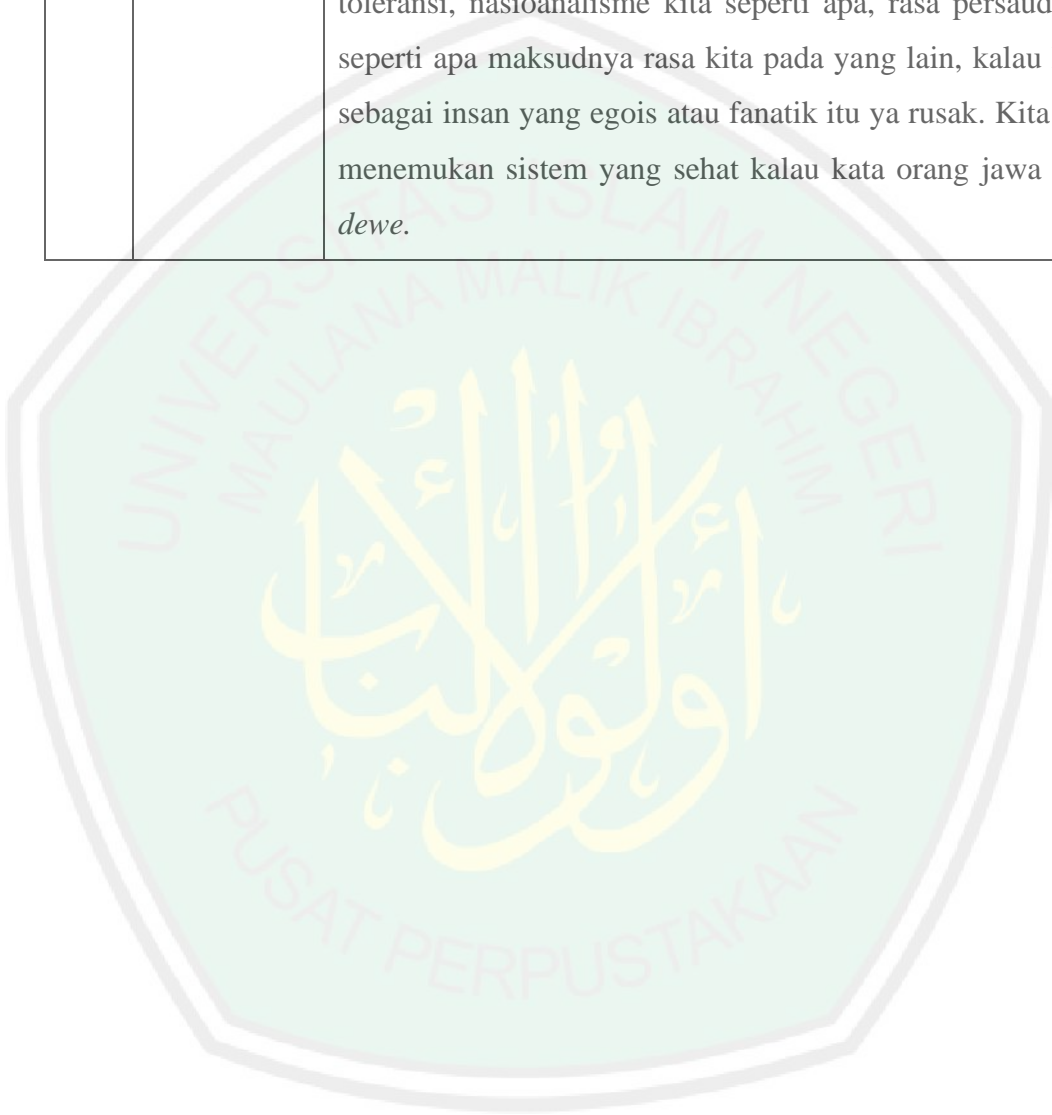 toleransi, nasioanalisme kita seperti apa, rasa persaud
seperti apa maksudnya rasa kita pada yang lain, kalau
sebagai insan yang egois atau fanatik itu ya rusak. Kita
menemukan sistem yang sehat kalau kata orang jawa
dewe.
UNIVERSITAS ISLAM NEGERI
MAULANA MALIK IBRAHIM
أولوا الألباب
PUSAT PERPUSTAKAAN